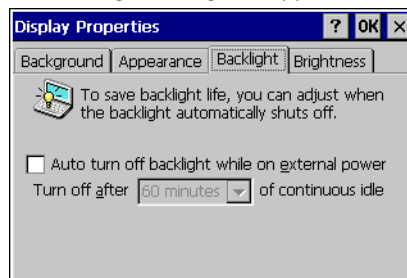 Display Properties ? OK ×
Background Appearance Backlight Brightness
To save backlight life, you can adjust when
the backlight automatically shuts off.
Auto turn off backlight while on external power
Turn off after 60 minutes of continuous idle